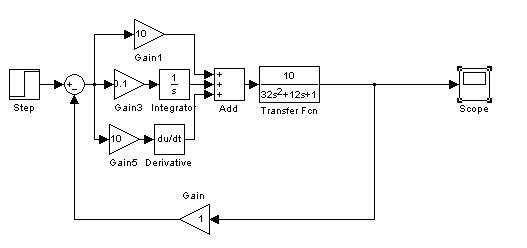 10
Gain1
+
-
0.1
Gain3
1
s
Integrator
+
+
+
Add
10
32s²+12s+1
Transfer Fcn
Step
Scope
10
Gain5
du/dt
Derivative
Gain
1